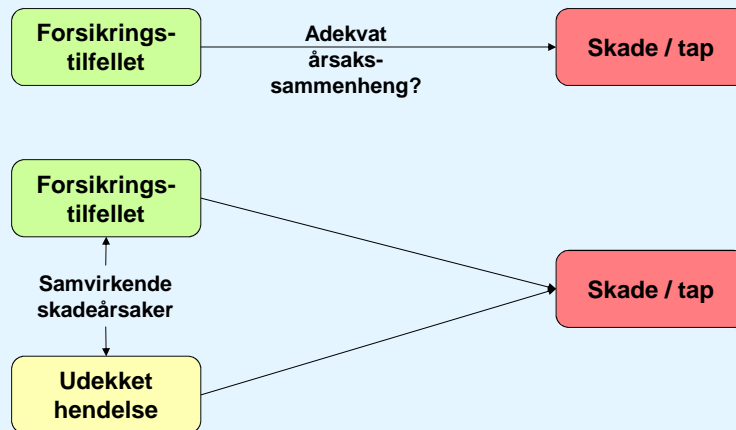 Forsikrings-
tilfellet
Adekvat
årsaks-
sammenheng?
Skade / tap
Forsikrings-
tilfellet
Samvirkende
skadeårsaker
Skade / tap
Udekket
hendelse